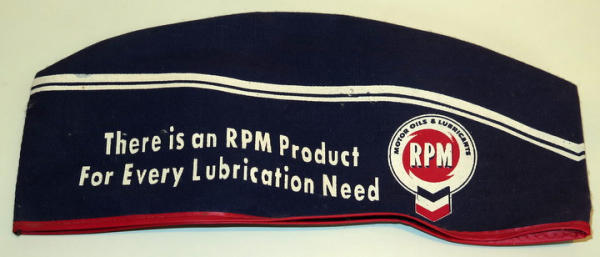 There is an RPM Product
For Every Lubrication Need
MOTOR OILS & LUBRICANTS
RPM